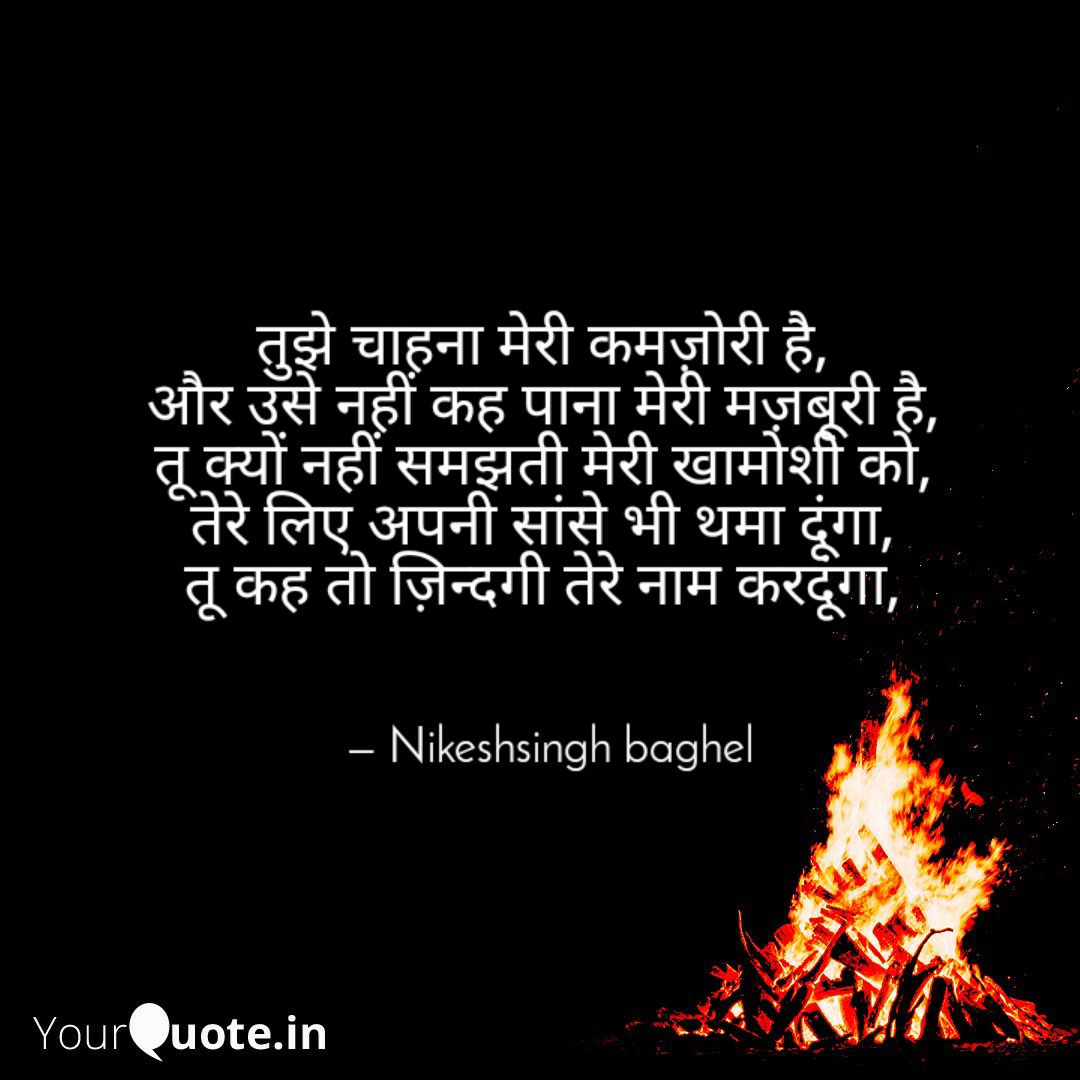 तुझे चाहना मेरी कमज़ोरी है,
और उसे नहीं कह पाना मेरी मज़बूरी है,
तू क्यों नहीं समझती मेरी खामोशी को,
तेरे लिए अपनी सांसे भी थमा दूंगा,
तू कह तो ज़िन्दगी तेरे नाम करदूंगा,
– Nikeshsingh baghel
YourQuote.in